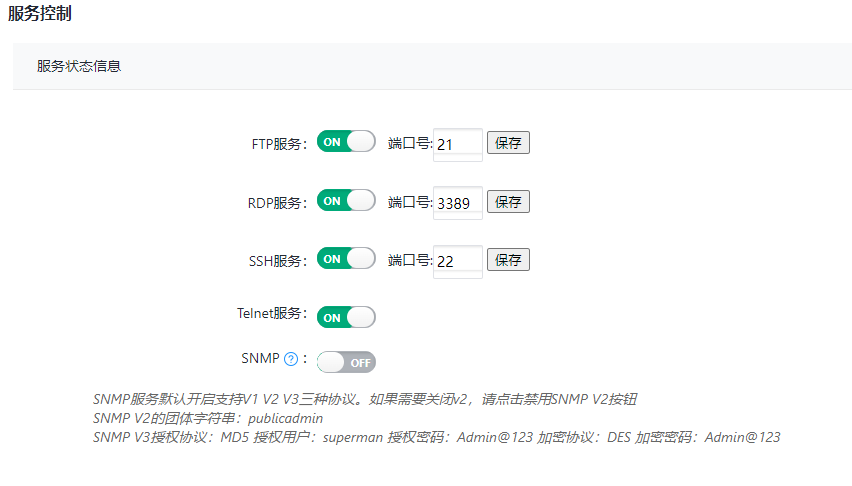 服务控制
服务状态信息
FTP服务： ON 端口号: 21 保存
RDP服务： ON 端口号: 3389 保存
SSH服务： ON 端口号: 22 保存
Telnet服务： ON
SNMP ? ： OFF
SNMP服务默认开启支持V1 V2 V3三种协议。如果需要关闭v2，请点击禁用SNMP V2按钮
SNMP V2的团体字符串：publicadmin
SNMP V3授权协议：MD5 授权用户：superman 授权密码：Admin@123 加密协议：DES 加密密码：Admin@123